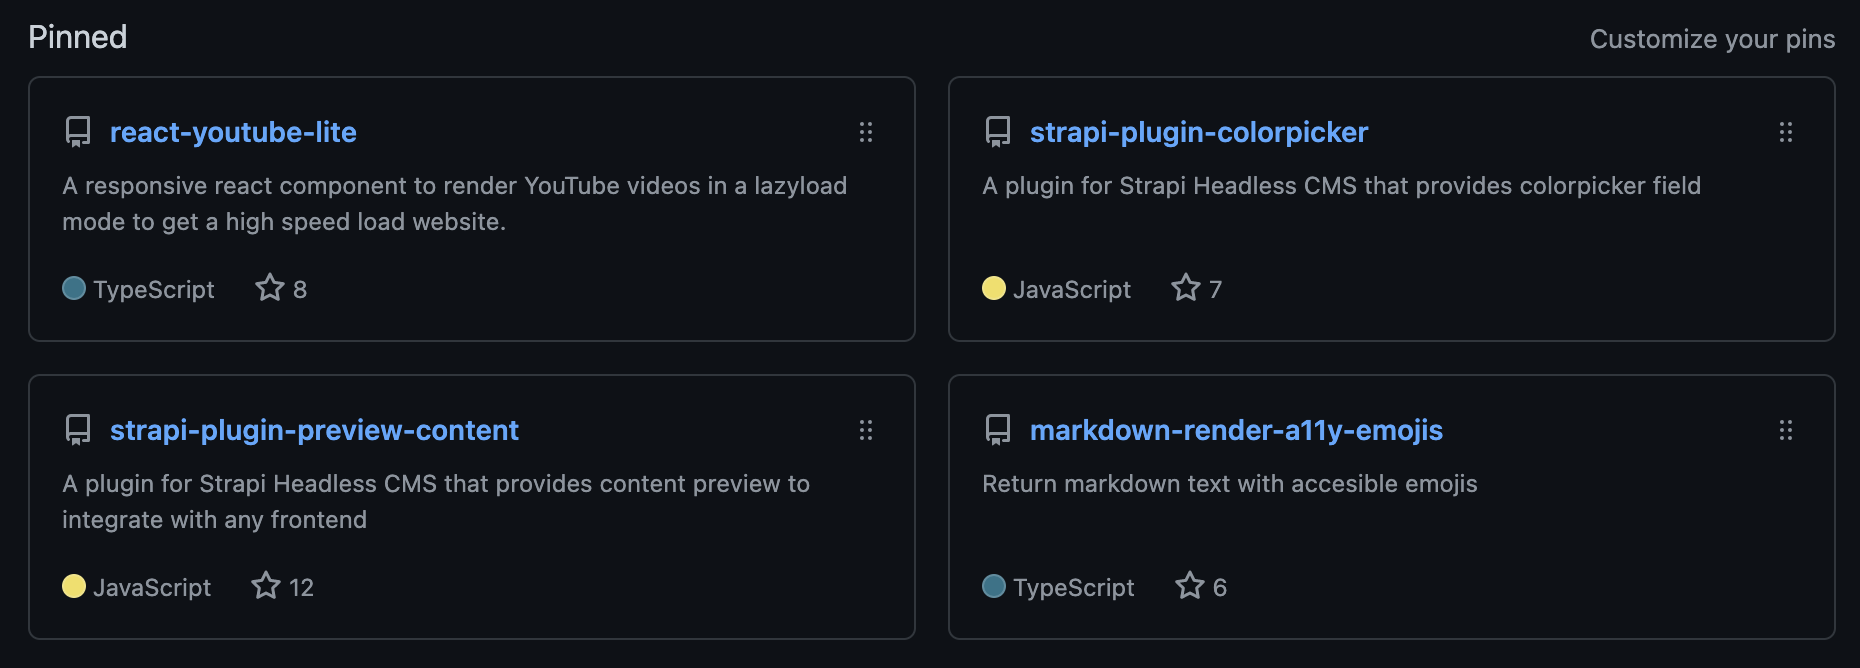 Pinned
Customize your pins
react-youtube-lite
A responsive react component to render YouTube videos in a lazyload
mode to get a high speed load website.
TypeScript 8
strapi-plugin-colorpicker
A plugin for Strapi Headless CMS that provides colorpicker field
JavaScript 7
strapi-plugin-preview-content
A plugin for Strapi Headless CMS that provides content preview to
integrate with any frontend
JavaScript 12
markdown-render-a11y-emojis
Return markdown text with accesible emojis
TypeScript 6